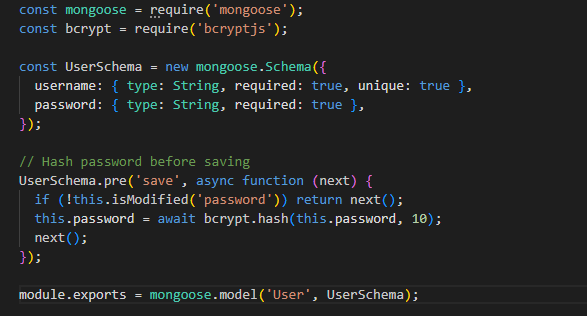 const mongoose = require('mongoose');
const bcrypt = require('bcryptjs');
const UserSchema = new mongoose.Schema({
  username: { type: String, required: true, unique: true },
  password: { type: String, required: true },
});
// Hash password before saving
UserSchema.pre('save', async function (next) {
  if (!this.isModified('password')) return next();
  this.password = await bcrypt.hash(this.password, 10);
  next();
});
module.exports = mongoose.model('User', UserSchema);